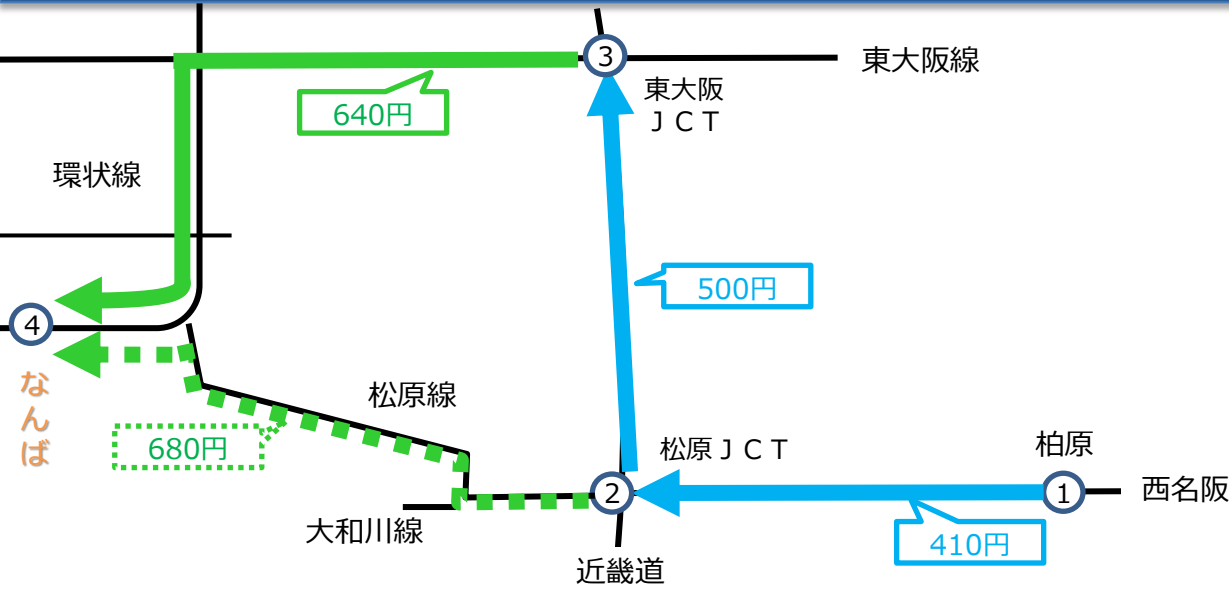 3
東大阪線
東大阪
ＪＣＴ
640円
環状線
500円
4
なんば
松原線
680円
松原ＪＣＴ
柏原
2
1
西名阪
大和川線
410円
近畿道